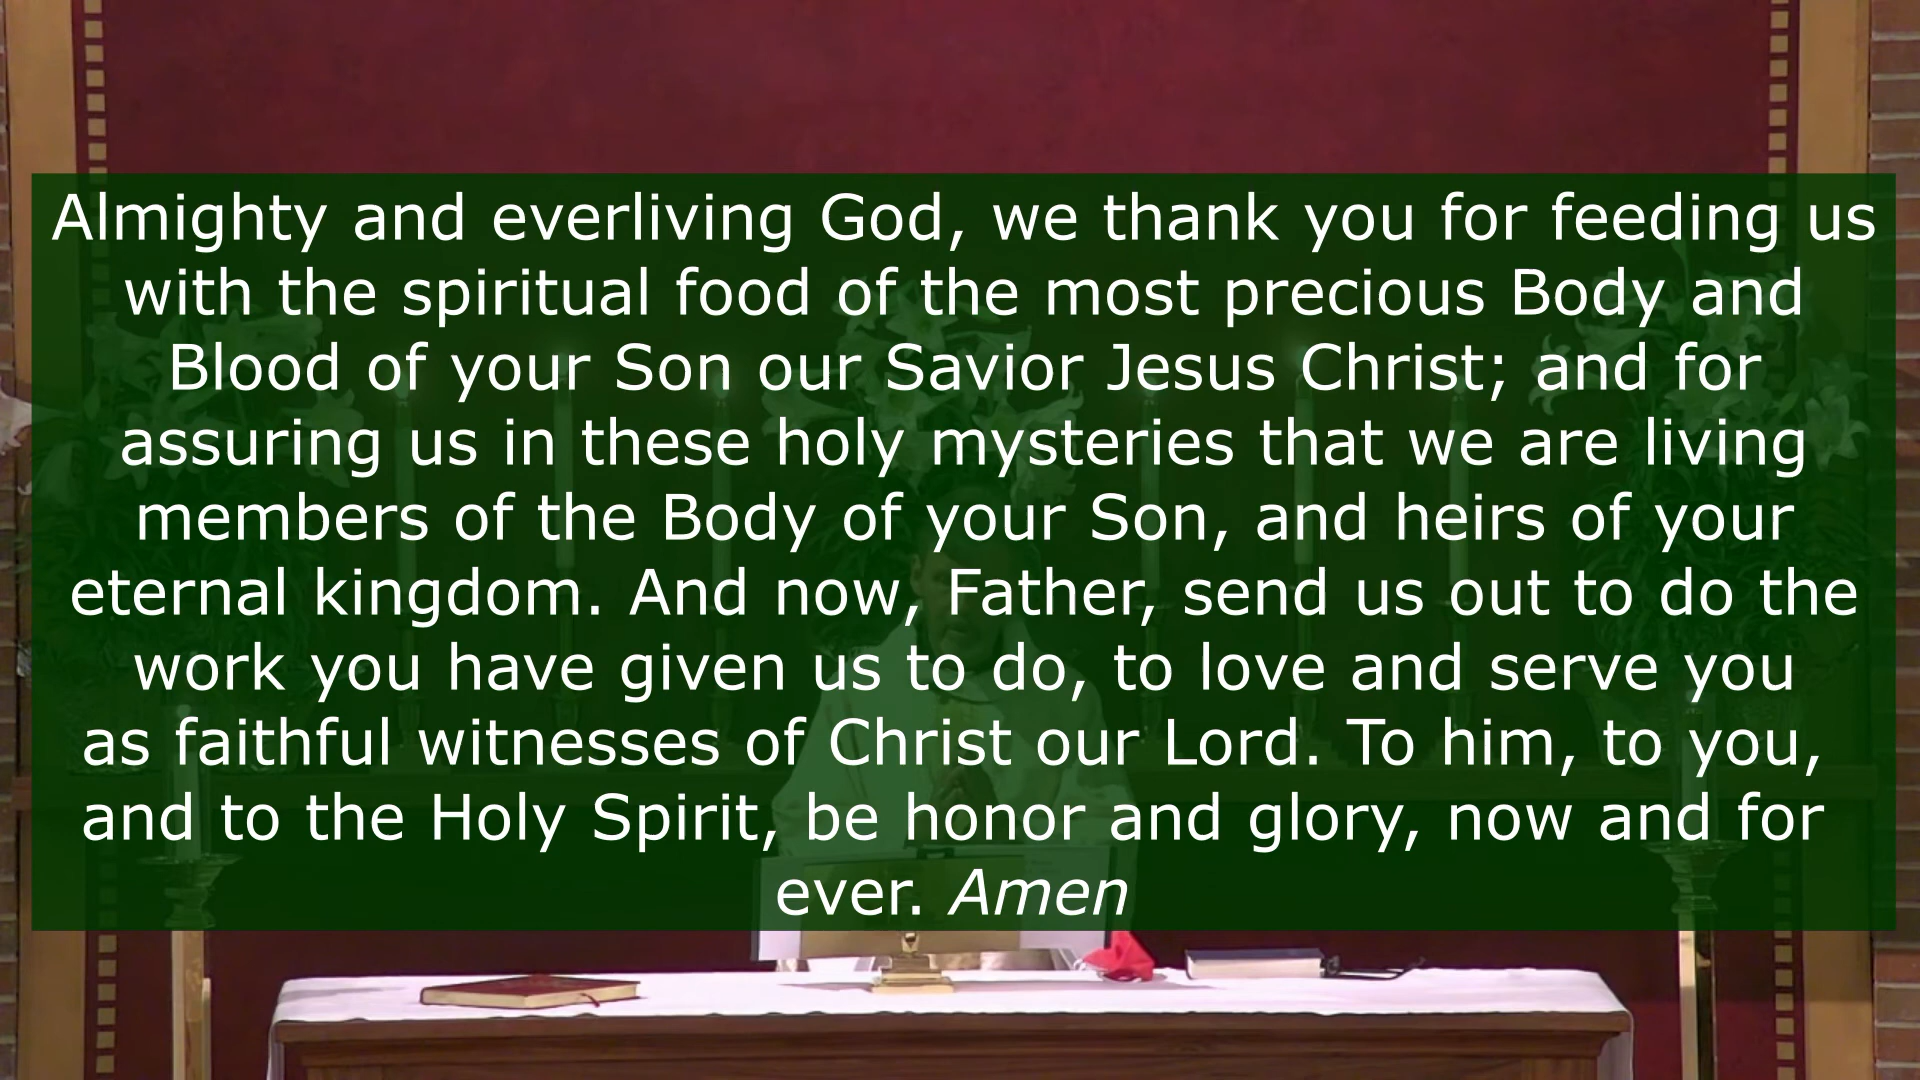 Almighty and everliving God, we thank you for feeding us
with the spiritual food of the most precious Body and
Blood of your Son our Savior Jesus Christ; and for
assuring us in these holy mysteries that we are living
members of the Body of your Son, and heirs of your
eternal kingdom. And now, Father, send us out to do the
work you have given us to do, to love and serve you
as faithful witnesses of Christ our Lord. To him, to you,
and to the Holy Spirit, be honor and glory, now and for
ever. Amen